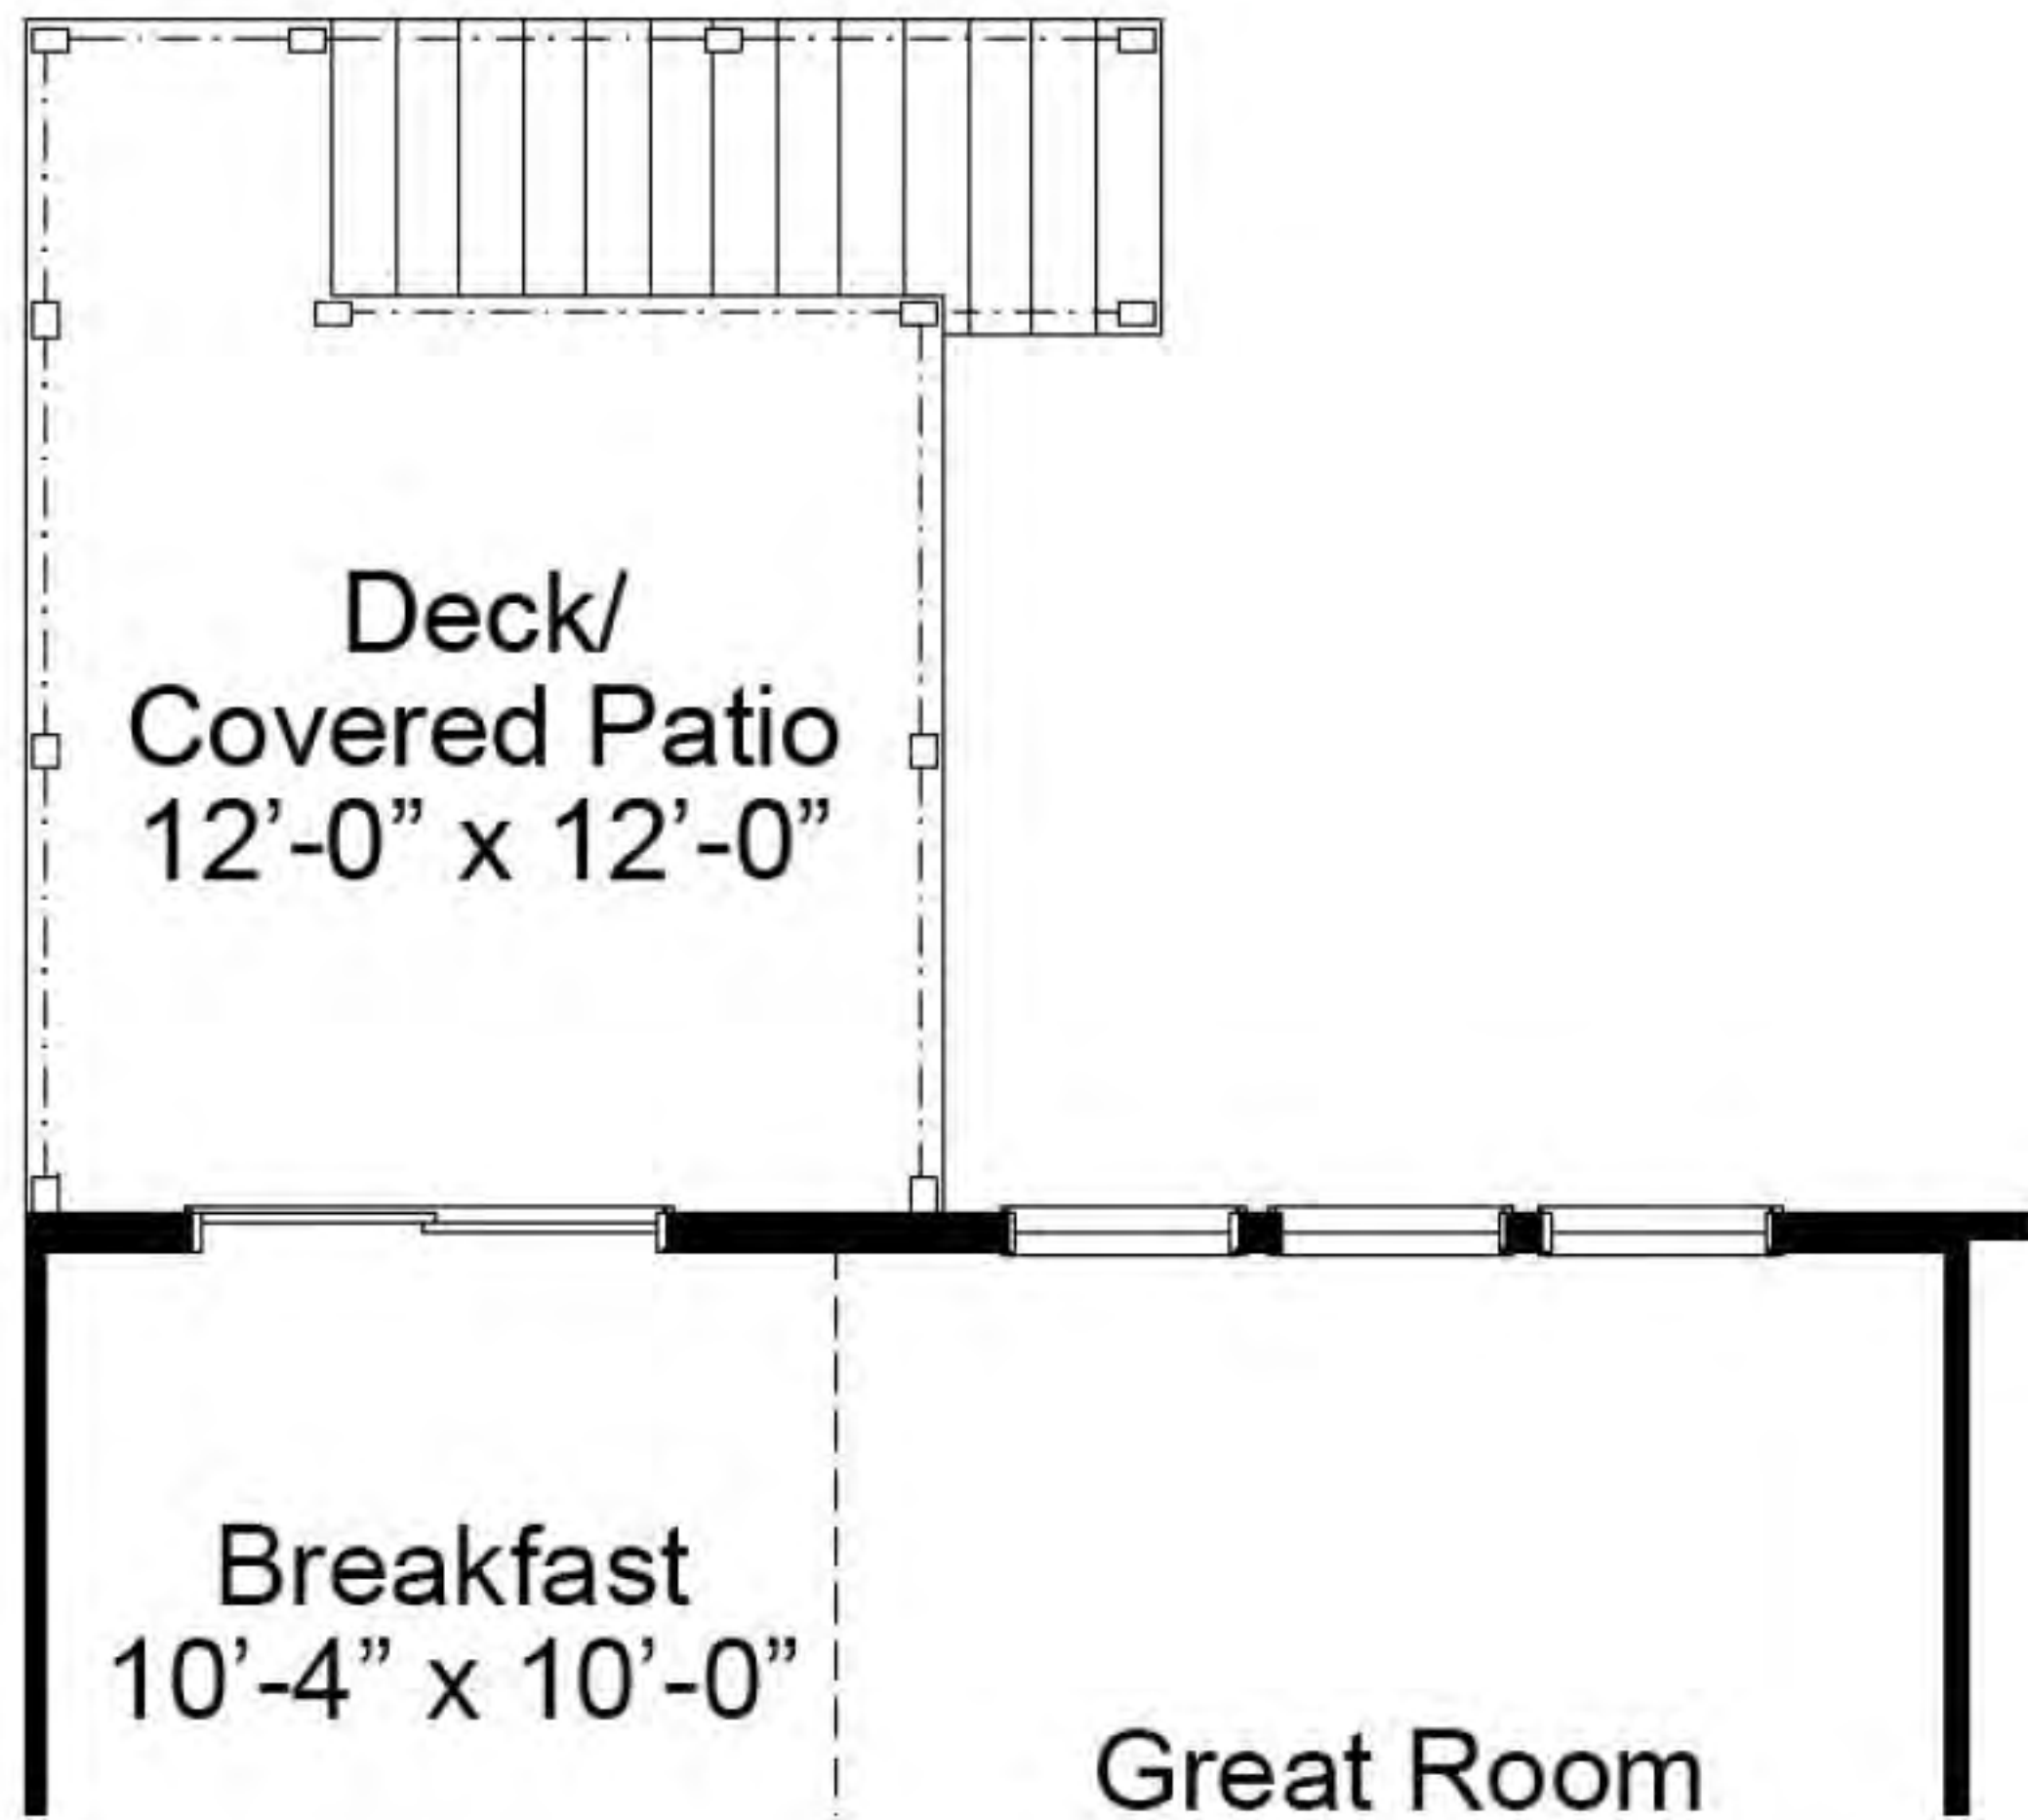 Deck/
Covered Patio
12’-0” x 12’-0”
Breakfast
10’-4” x 10’-0”
Great Room